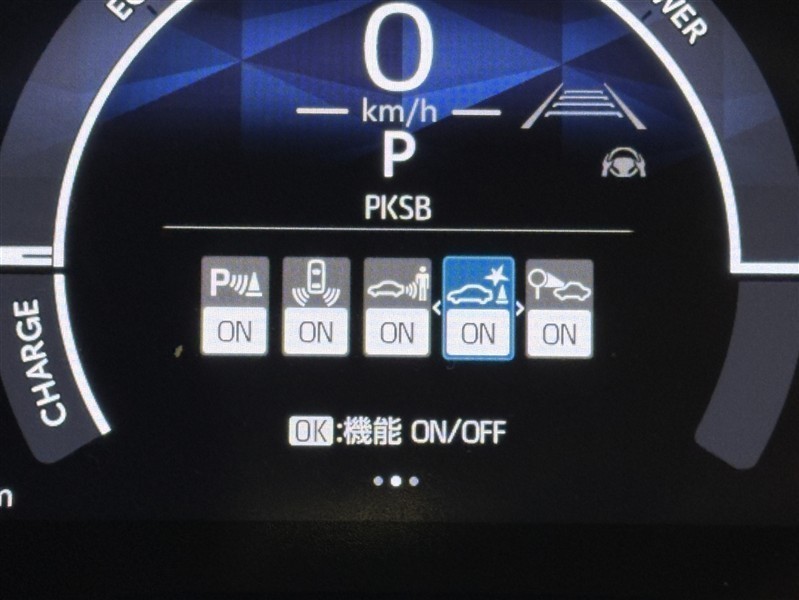 0
km/h
P
PKSB
P
ON ON ON ON ON
OK:機能 ON/OFF
CHARGE